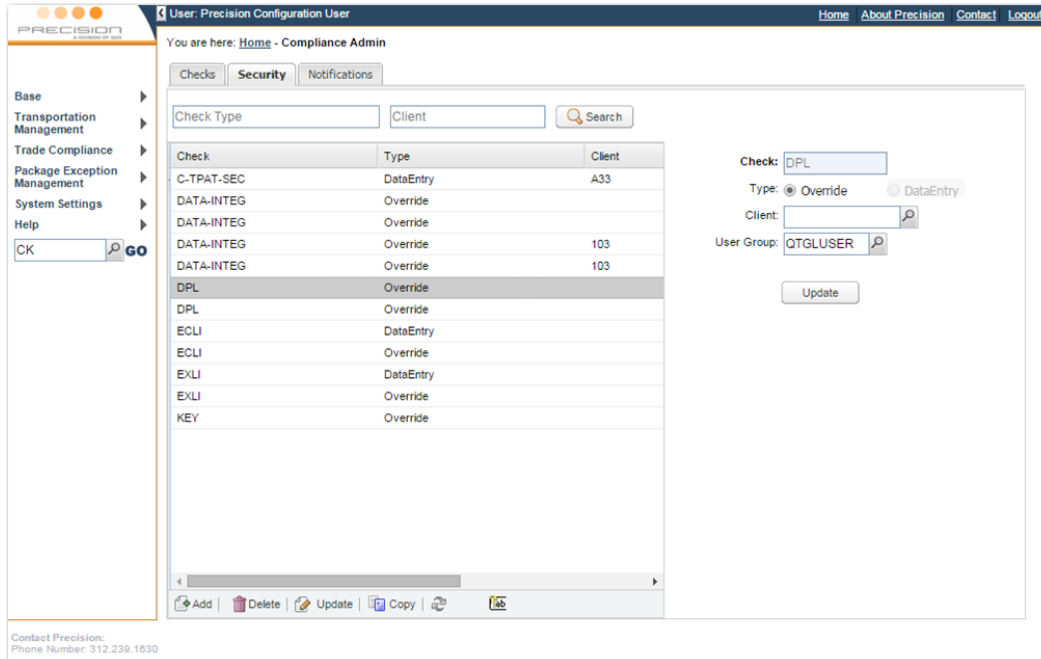 PRECISION
A DIVISION OF QAD
User: Precision Configuration User
Home About Precision Contact Logout
You are here: Home - Compliance Admin
Checks Security Notifications
Base
Transportation
Management
Trade Compliance
Package Exception
Management
System Settings
Help
CK GO
Check Type Client Search
Check Type Client
C-TPAT-SEC DataEntry A33
DATA-INTEG Override
DATA-INTEG Override
DATA-INTEG Override 103
DATA-INTEG Override 103
DPL Override
DPL Override
ECLI DataEntry
ECLI Override
EXLI DataEntry
EXLI Override
KEY Override
Check: DPL
Type: Override DataEntry
Client:
User Group: QTGLUSER
Update
Add Delete Update Copy ab
Contact Precision:
Phone Number: 312.239.1630